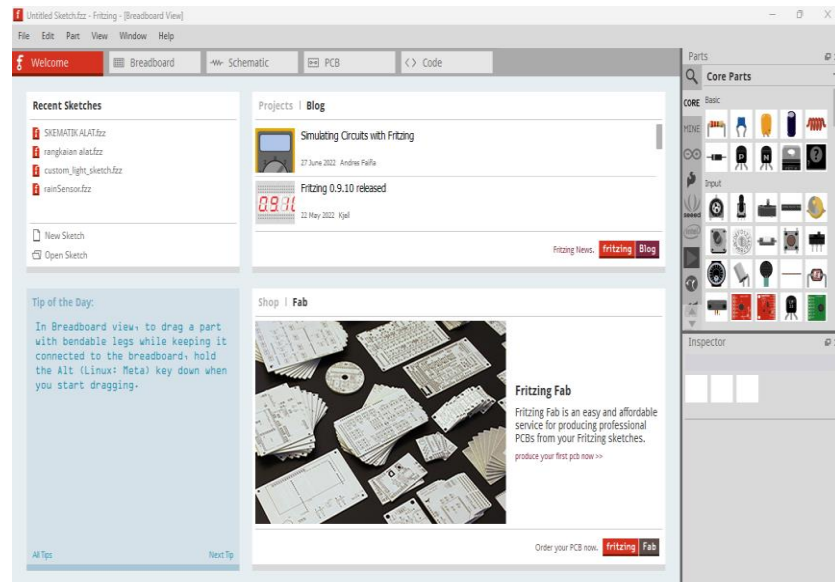 Untitled Sketch.fzz - Fritzing - [Breadboard View]
File Edit Part View Window Help
Welcome Breadboard Schematic PCB Code
Parts
Core Parts
CORE
MINE
Basic
Input
Recent Sketches
SKEMATIK ALAT.fzz
rangkaian alat.fzz
custom_light_sketch.fzz
rainSensor.fzz
New Sketch
Open Sketch
Projects | Blog
Simulating Circuits with Fritzing
27 June 2022 Andres Faiña
Fritzing 0.9.10 released
22 May 2022 Kjell
Fritzing News. fritzing Blog
Tip of the Day:
In Breadboard view, to drag a part
with bendable legs while keeping it
connected to the breadboard, hold
the Alt (Linux: Meta) key down when
you start dragging.
All Tips Next Tip
Shop | Fab
Fritzing Fab
Fritzing Fab is an easy and affordable
service for producing professional
PCBs from your Fritzing sketches.
produce your first pcb now >>
Order your PCB now. fritzing Fab
Inspector